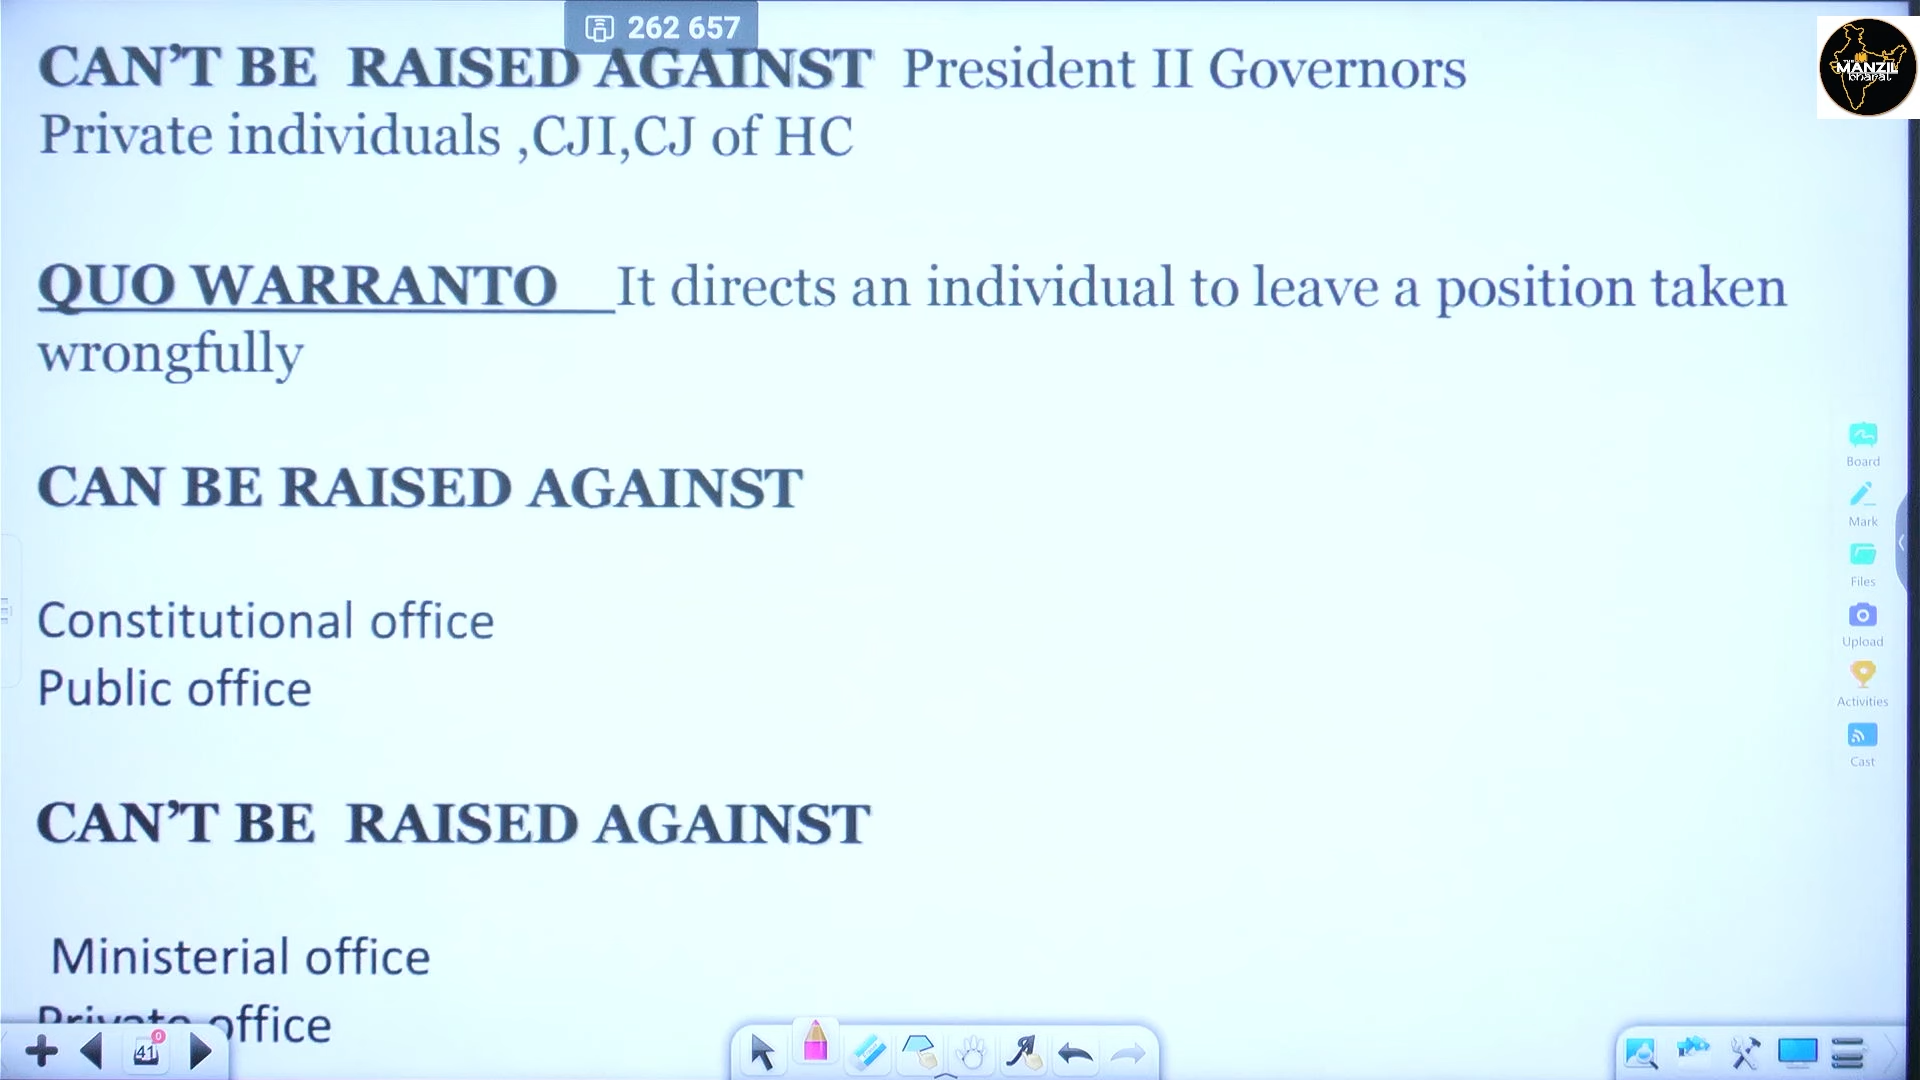 262 657
CAN’T BE RAISED AGAINST President II Governors
MANZIL
bharat
Private individuals ,CJI,CJ of HC
QUO WARRANTO It directs an individual to leave a position taken
wrongfully
CAN BE RAISED AGAINST
Board
Mark
Files
Constitutional office
Upload
Public office
Activities
Cast
CAN’T BE RAISED AGAINST
Ministerial office
Private office
0
41